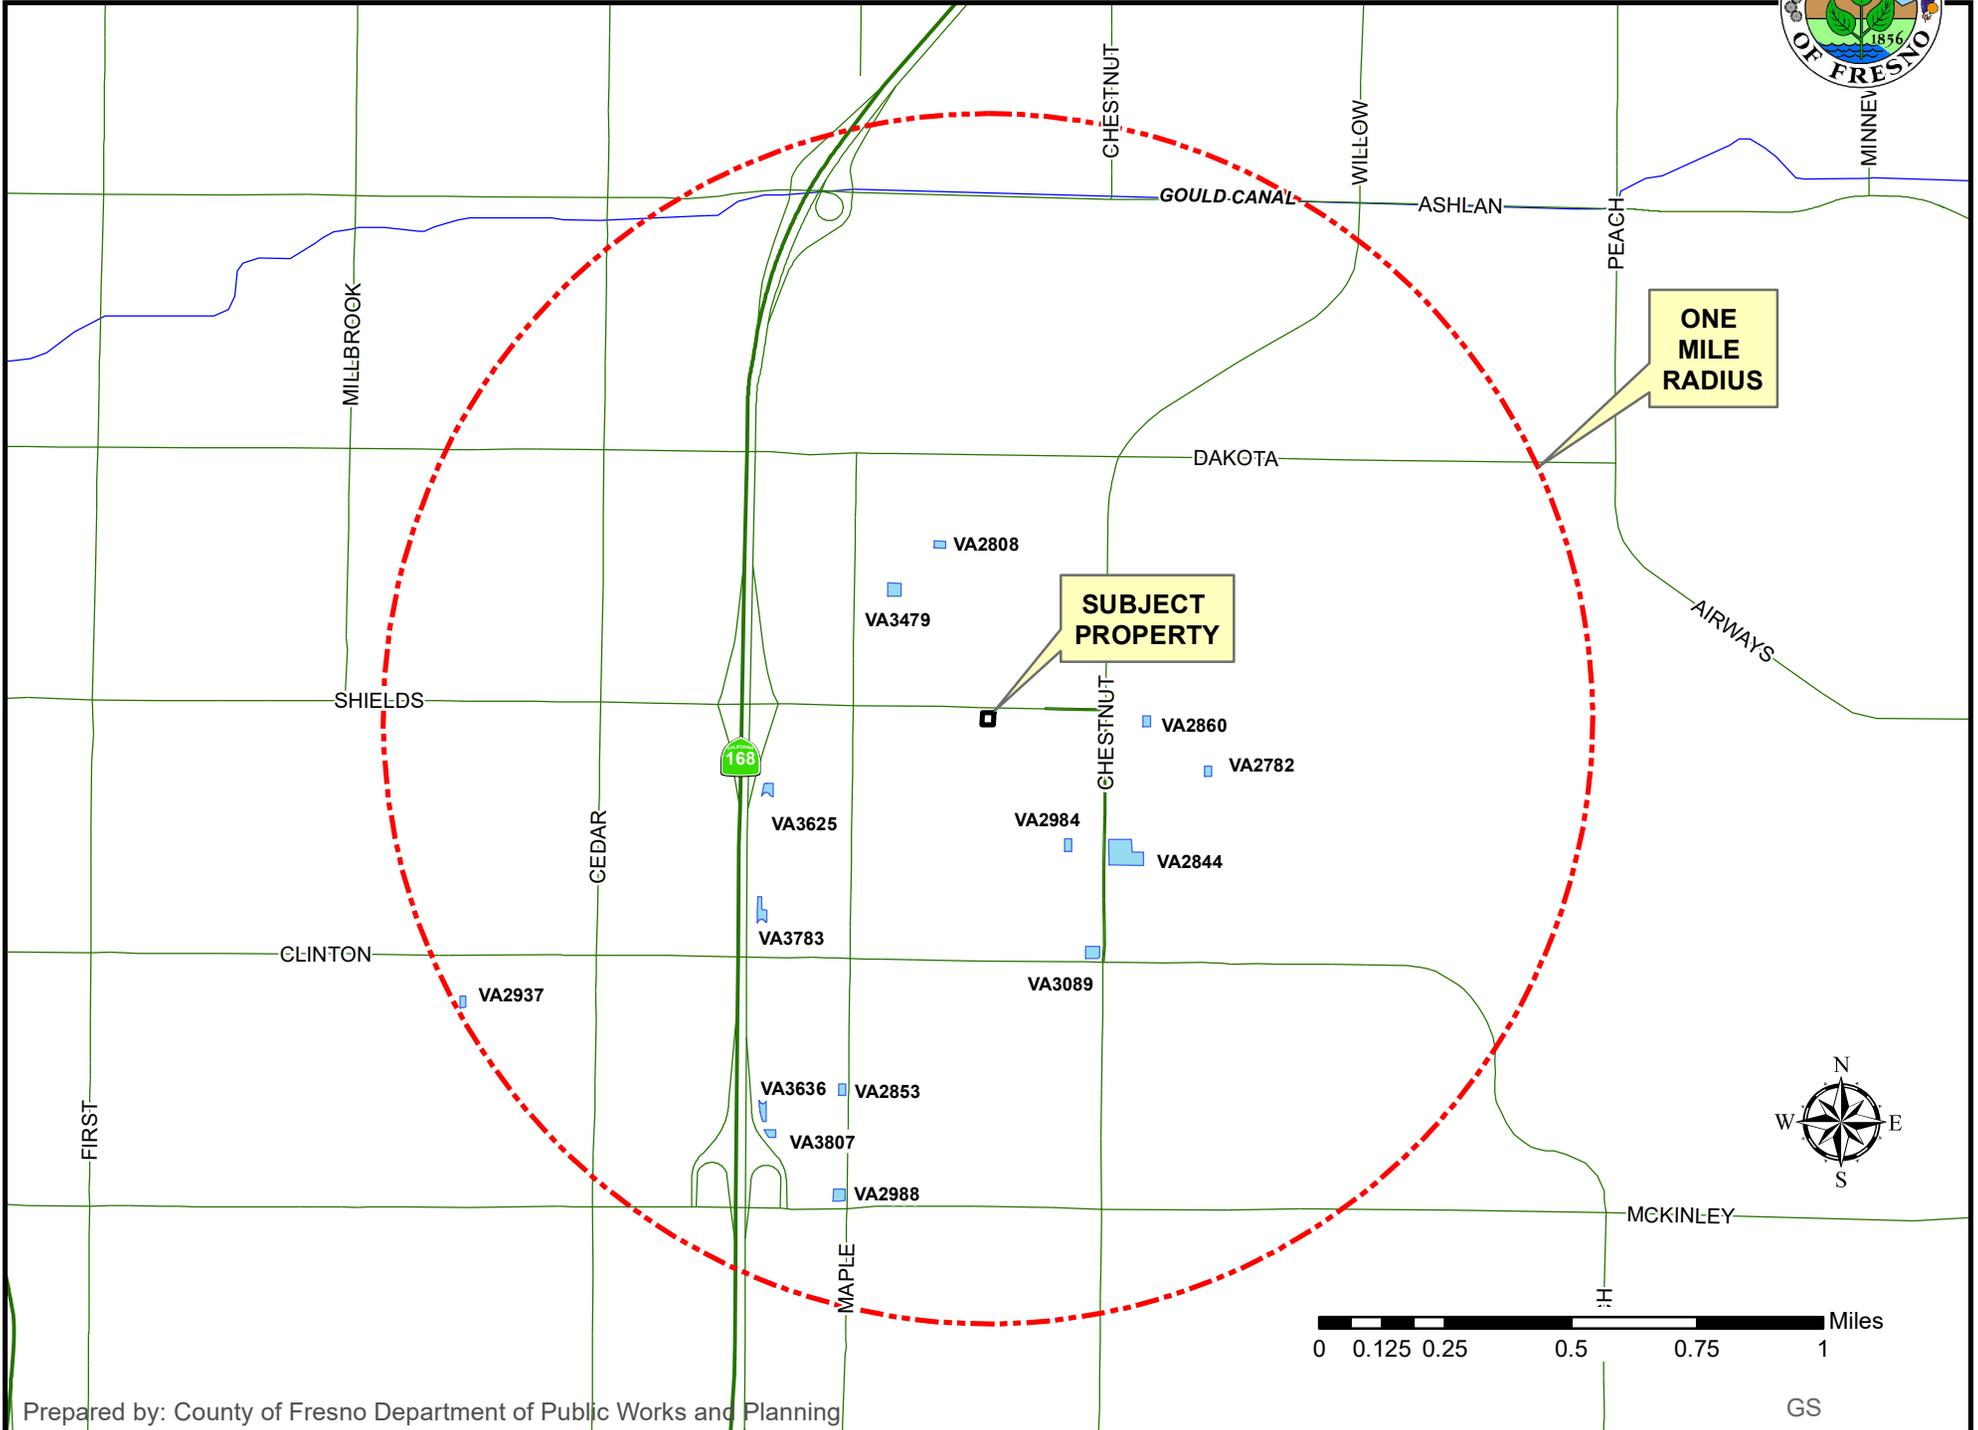 1856
OF FRESNO
CHESTNUT
WILLOW
GOULD CANAL
ASHLAN
PEACH
MILLBROOK
ONE
MILE
RADIUS
DAKOTA
VA2808
VA3479
SUBJECT
PROPERTY
AIRWAYS
SHIELDS
CHESTNUT
VA2860
CALIFORNIA
168
VA2782
VA3625
VA2984
VA2844
CEDAR
VA3783
CLINTON
VA3089
VA2937
N
W
E
S
VA3636
VA2853
FIRST
VA3807
VA2988
MCKINLEY
MAPLE
Miles
0 0.125 0.25 0.5 0.75 1
Prepared by: County of Fresno Department of Public Works and Planning
GS